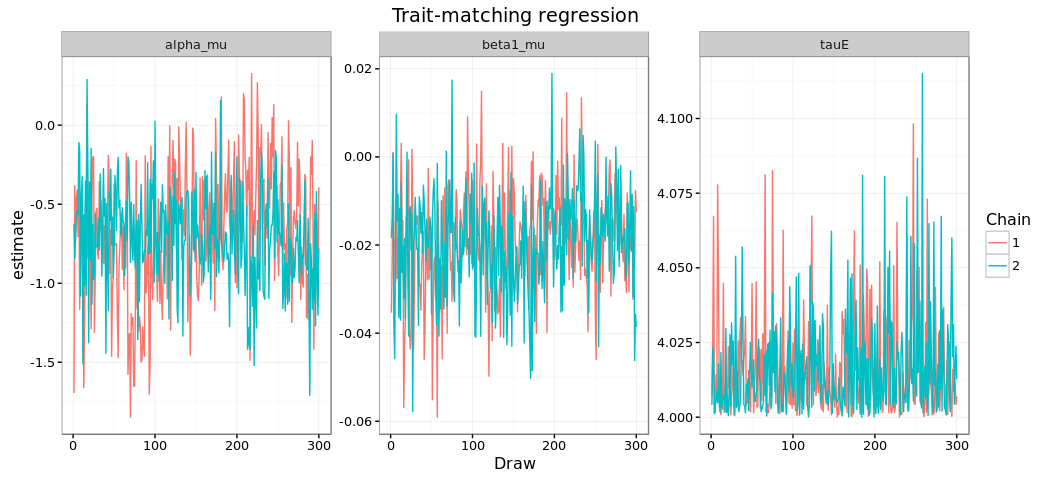 Trait-matching regression
alpha_mu
beta1_mu
tauE
estimate
0.0
-0.5
-1.0
-1.5
0.02
0.00
-0.02
-0.04
-0.06
4.100
4.075
4.050
4.025
4.000
0 100 200 300
0 100 200 300
0 100 200 300
Draw
Chain
1
2